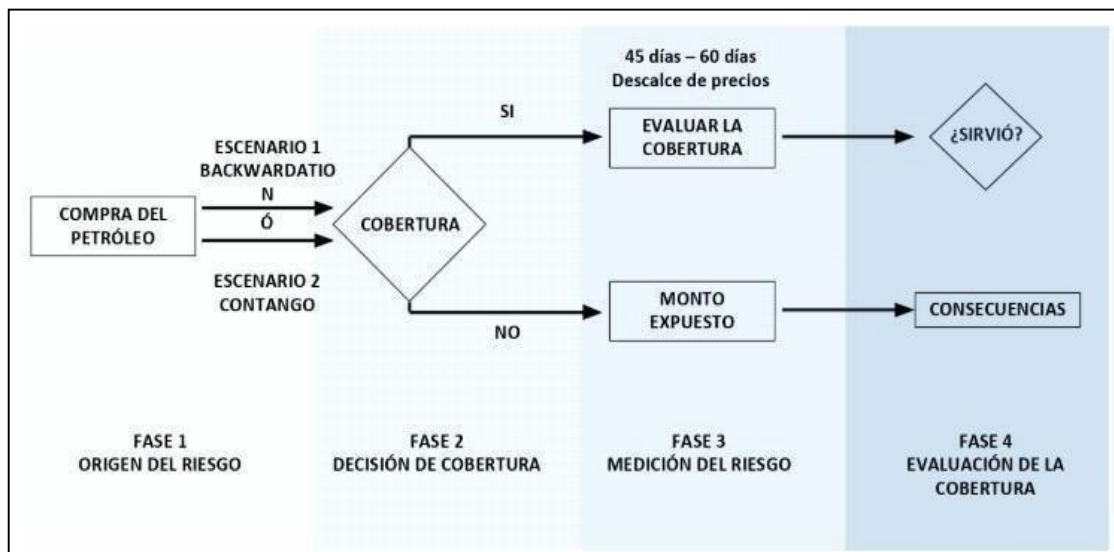 45 días – 60 días
Descalce de precios
SI
ESCENARIO 1
BACKWARDATIO
N
Ó
EVALUAR LA
COBERTURA
¿SIRVIÓ?
COMPRA DEL
PETRÓLEO
COBERTURA
ESCENARIO 2
CONTANGO
NO
MONTO
EXPUESTO
CONSECUENCIAS
FASE 1
ORIGEN DEL RIESGO
FASE 2
DECISIÓN DE COBERTURA
FASE 3
MEDICIÓN DEL RIESGO
FASE 4
EVALUACIÓN DE LA
COBERTURA